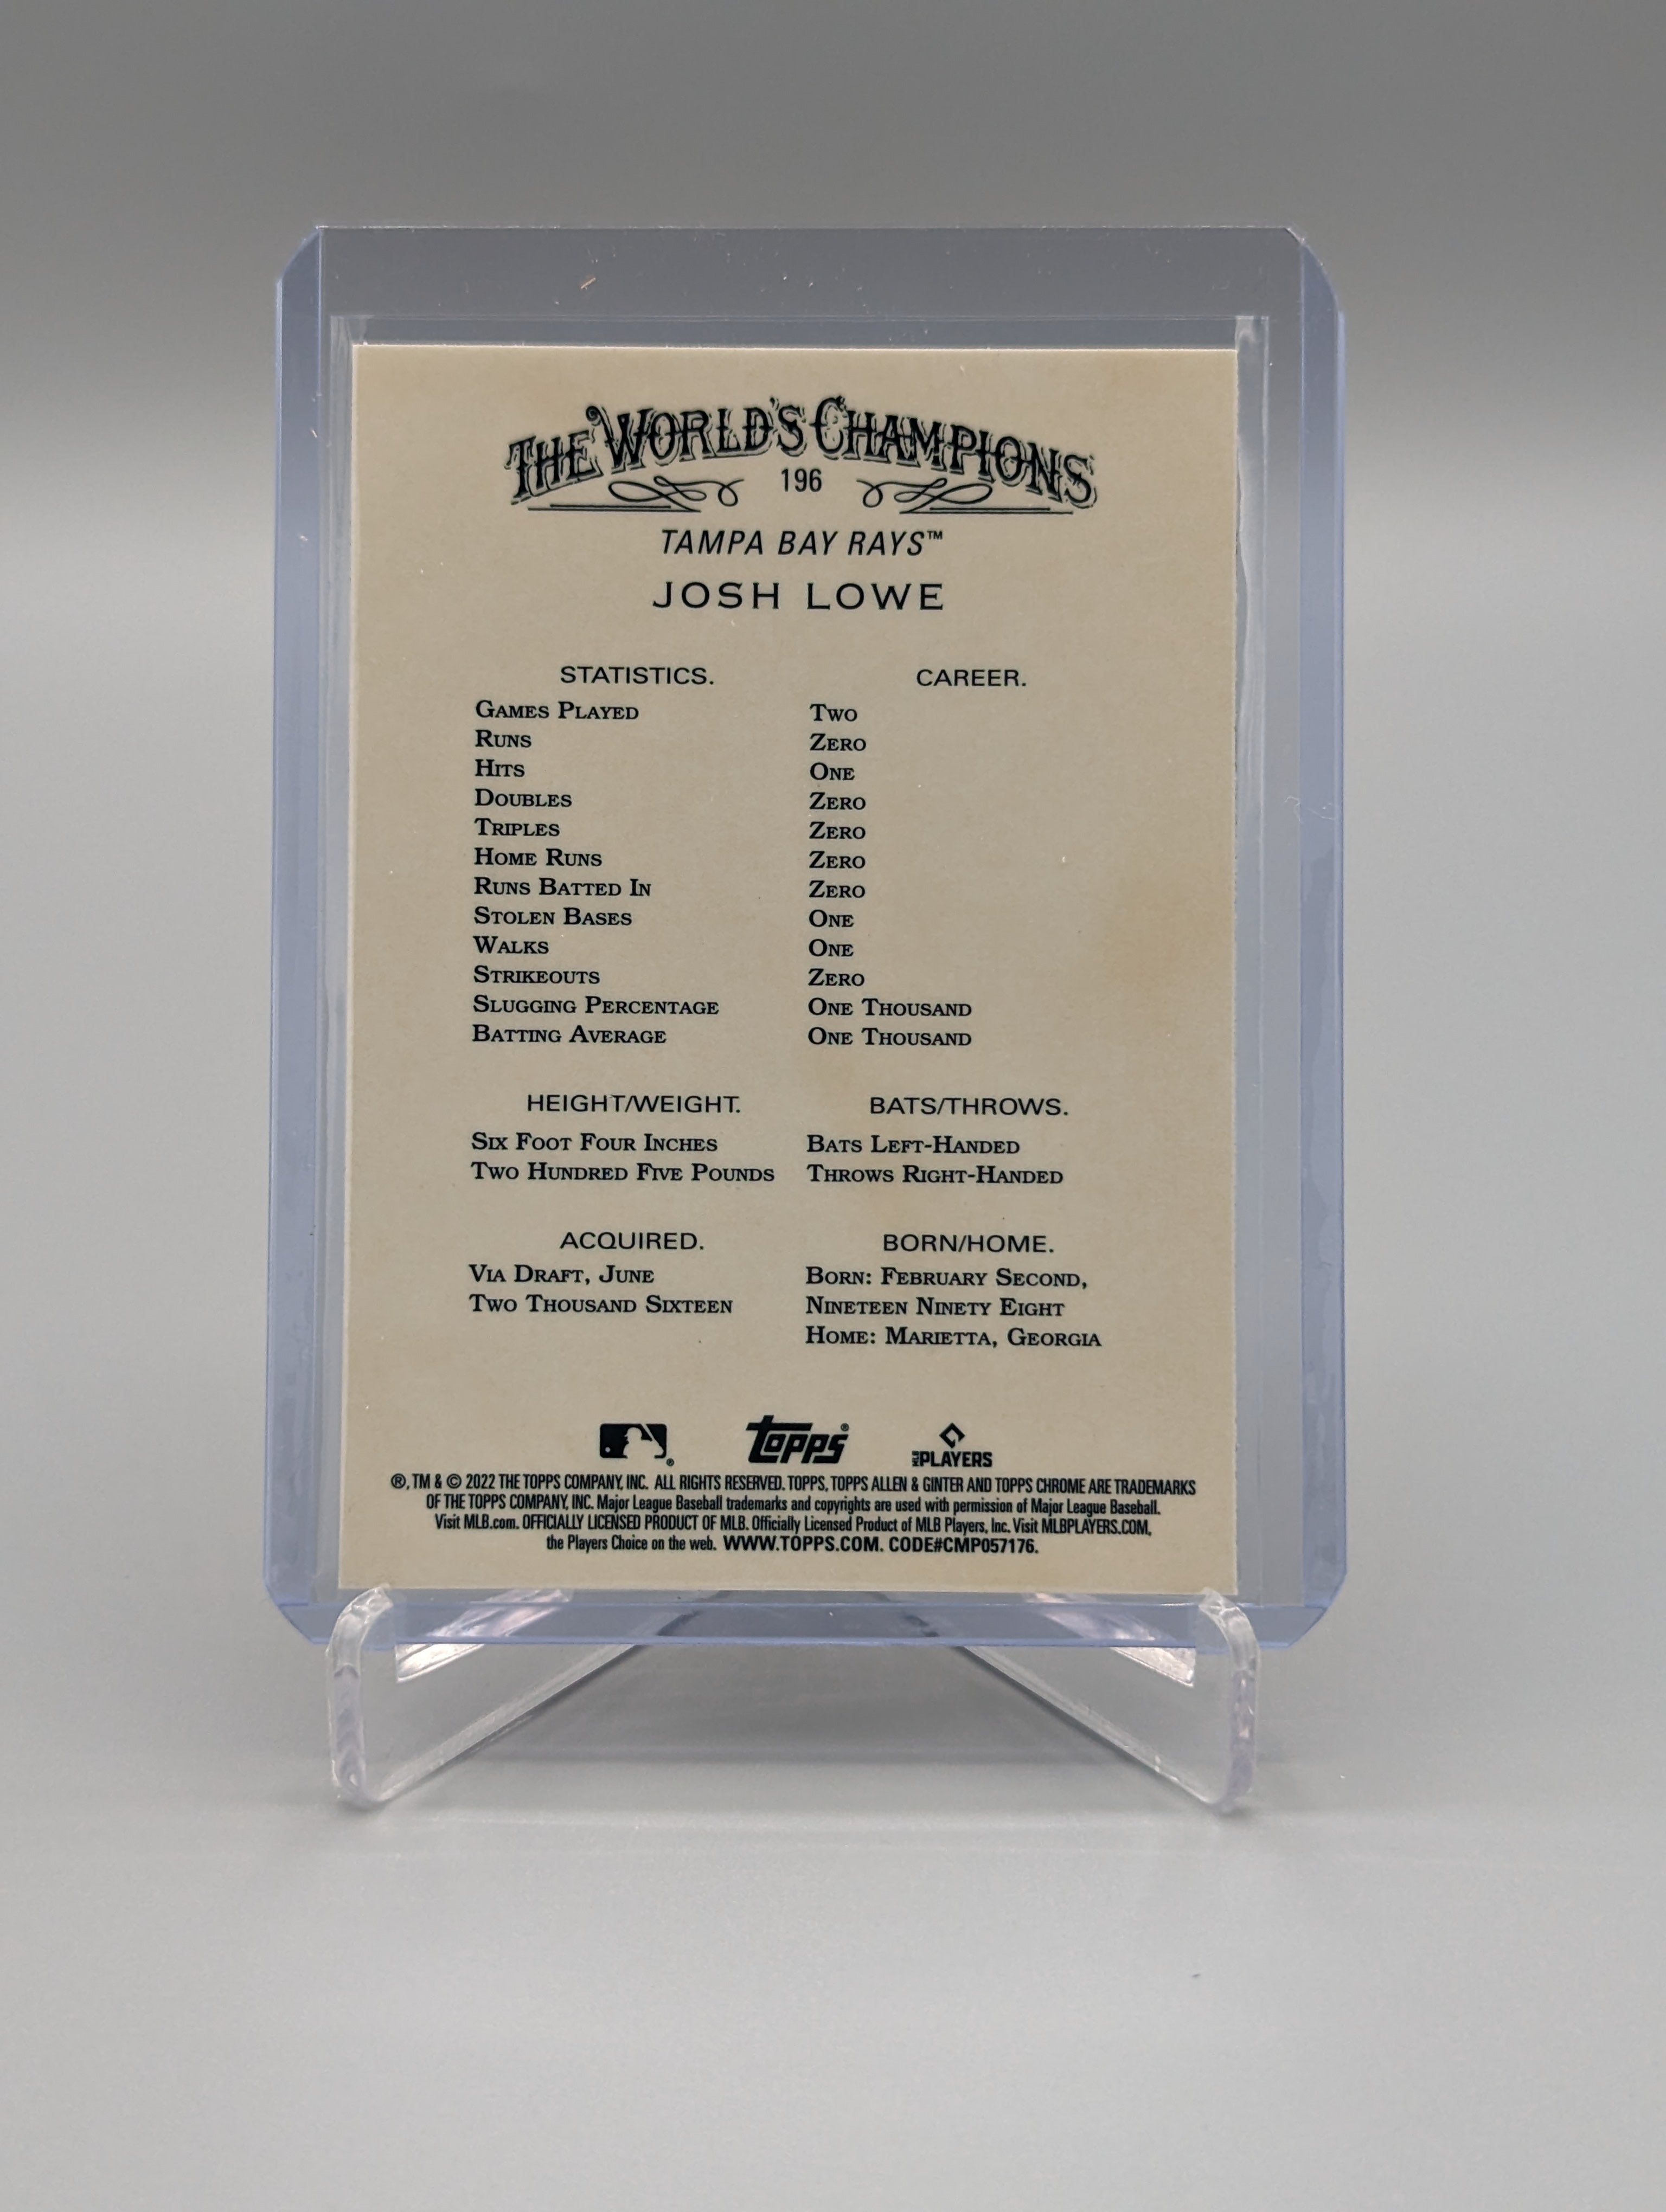 THE WORLD'S CHAMPIONS
196
TAMPA BAY RAYS™
JOSH LOWE
STATISTICS. CAREER.
GAMES PLAYED TWO
RUNS ZERO
HITS ONE
DOUBLES ZERO
TRIPLES ZERO
HOME RUNS ZERO
RUNS BATTED IN ZERO
STOLEN BASES ONE
WALKS ONE
STRIKEOUTS ZERO
SLUGGING PERCENTAGE ONE THOUSAND
BATTING AVERAGE ONE THOUSAND
HEIGHT/WEIGHT. BATS/THROWS.
SIX FOOT FOUR INCHES BATS LEFT-HANDED
TWO HUNDRED FIVE POUNDS THROWS RIGHT-HANDED
ACQUIRED. BORN/HOME.
VIA DRAFT, JUNE BORN: FEBRUARY SECOND,
TWO THOUSAND SIXTEEN NINETEEN NINETY EIGHT
HOME: MARIETTA, GEORGIA
® Topps® MLB PLAYERS
®, TM & © 2022 THE TOPPS COMPANY, INC. ALL RIGHTS RESERVED. TOPPS, TOPPS ALLEN & GINTER AND TOPPS CHROME ARE TRADEMARKS
OF THE TOPPS COMPANY, INC. Major League Baseball trademarks and copyrights are used with permission of Major League Baseball.
Visit MLB.com. OFFICIALLY LICENSED PRODUCT OF MLB. Officially Licensed Product of MLB Players, Inc. Visit MLBPLAYERS.COM,
the Players Choice on the web. WWW.TOPPS.COM. CODE#CMP057176.